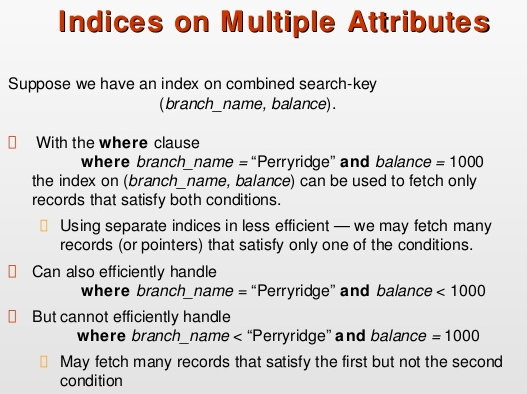 Indices on Multiple Attributes
Suppose we have an index on combined search-key
(branch_name, balance).
With the where clause
where branch_name = “Perryridge” and balance = 1000
the index on (branch_name, balance) can be used to fetch only
records that satisfy both conditions.
Using separate indices in less efficient — we may fetch many
records (or pointers) that satisfy only one of the conditions.
Can also efficiently handle
where branch_name = “Perryridge” and balance < 1000
But cannot efficiently handle
where branch_name < “Perryridge” and balance = 1000
May fetch many records that satisfy the first but not the second
condition